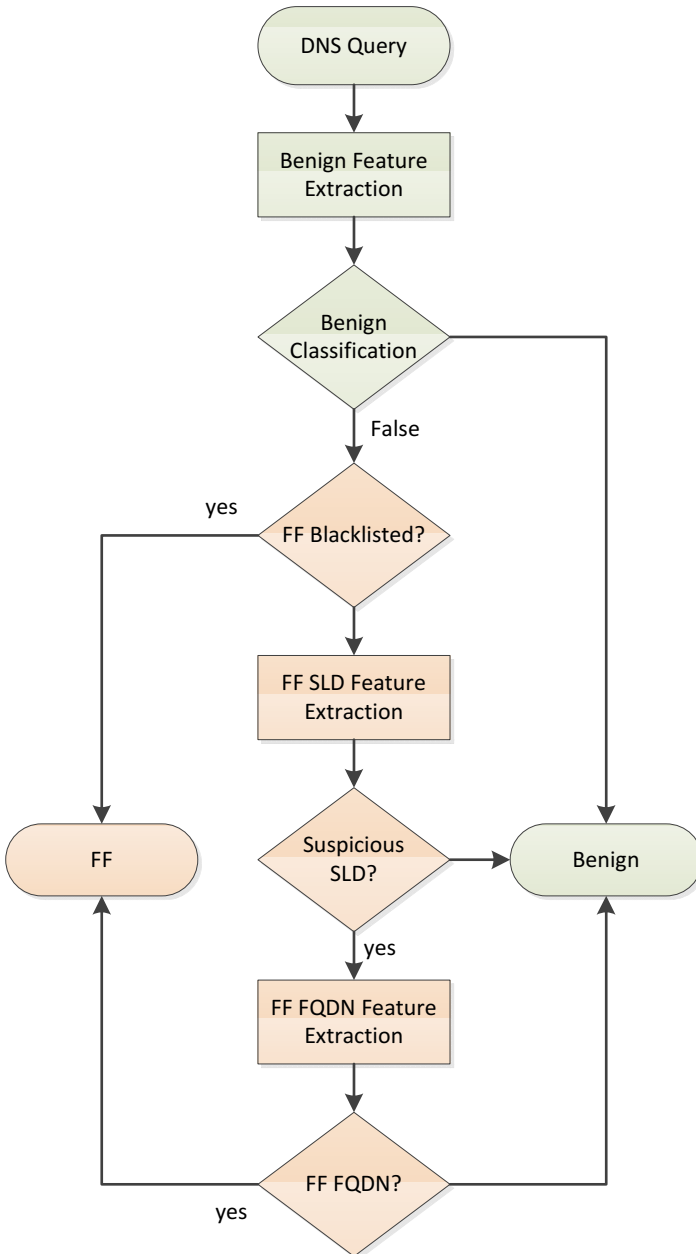 DNS Query
Benign Feature
Extraction
Benign
Classification
False
yes
FF Blacklisted?
FF SLD Feature
Extraction
FF
Suspicious
SLD?
Benign
yes
FF FQDN Feature
Extraction
FF FQDN?
yes